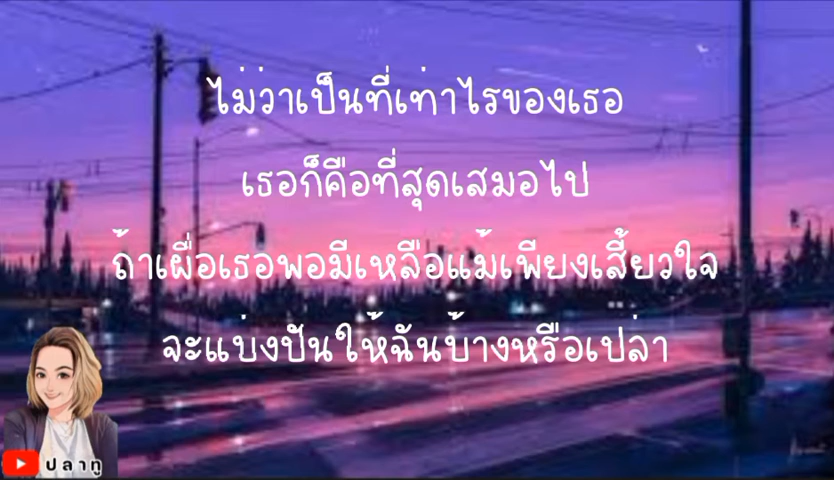 ไม่ว่าเป็นที่เท่าไรของเธอ
เธอก็คือที่สุดเสมอไป
ถ้าเผื่อเธอพอมีเหลือแม้เพียงเสี้ยวใจ
จะแบ่งปันให้ฉันบ้างหรือเปล่า
ปลาทู